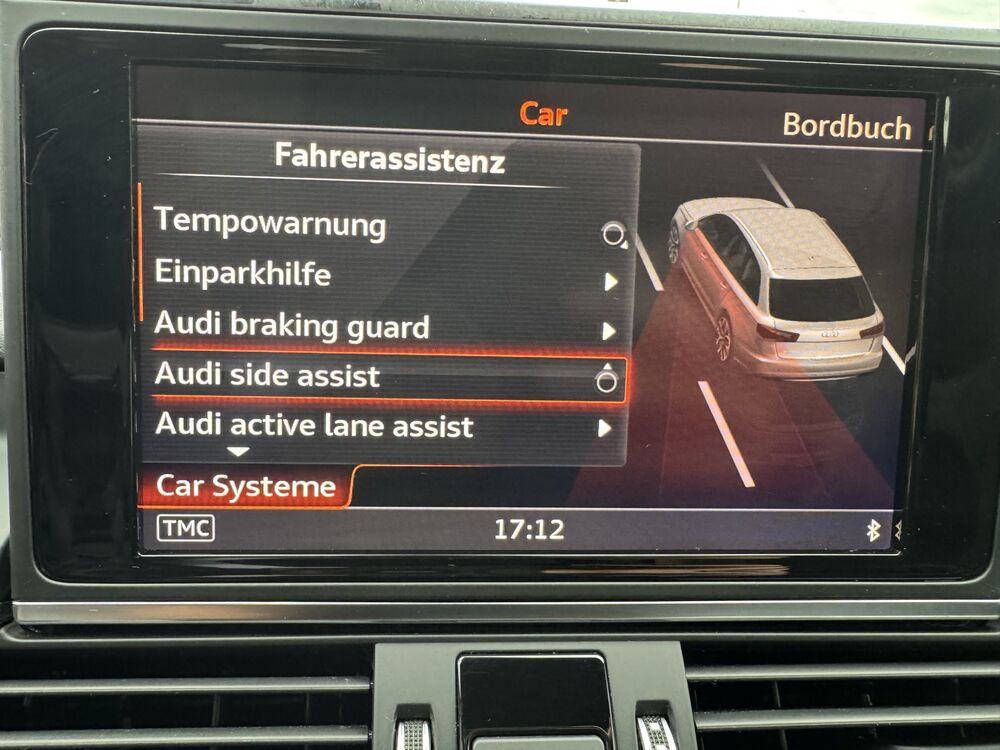 Car
Bordbuch
Fahrerassistenz
Tempowarnung
Einparkhilfe
Audi braking guard
Audi side assist
Audi active lane assist
Car Systeme
TMC
17:12